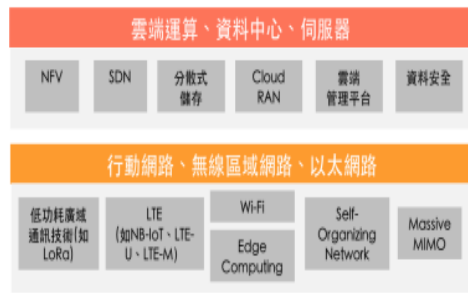 雲端運算、資料中心、伺服器
NFV
SDN
分散式
儲存
Cloud
RAN
雲端
管理平台
資料安全
行動網路、無線區域網路、以太網路
低功耗廣域
通訊技術(如
LoRa)
LTE
(如NB-IoT、LTE-
U、LTE-M)
Wi-Fi
Edge
Computing
Self-
Organizing
Network
Massive
MIMO